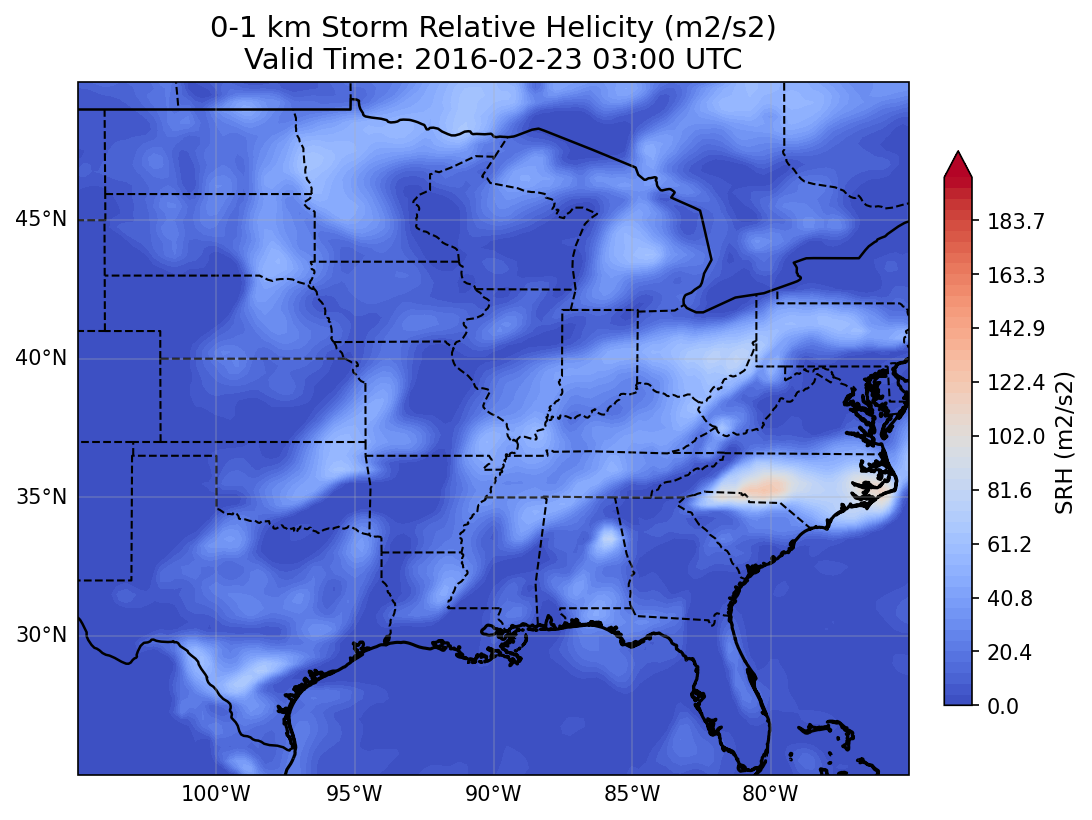 0-1 km Storm Relative Helicity (m2/s2)
Valid Time: 2016-02-23 03:00 UTC
45°N
40°N
35°N
30°N
100°W
95°W
90°W
85°W
80°W
183.7
163.3
142.9
122.4
102.0
81.6
61.2
40.8
20.4
0.0
SRH (m2/s2)